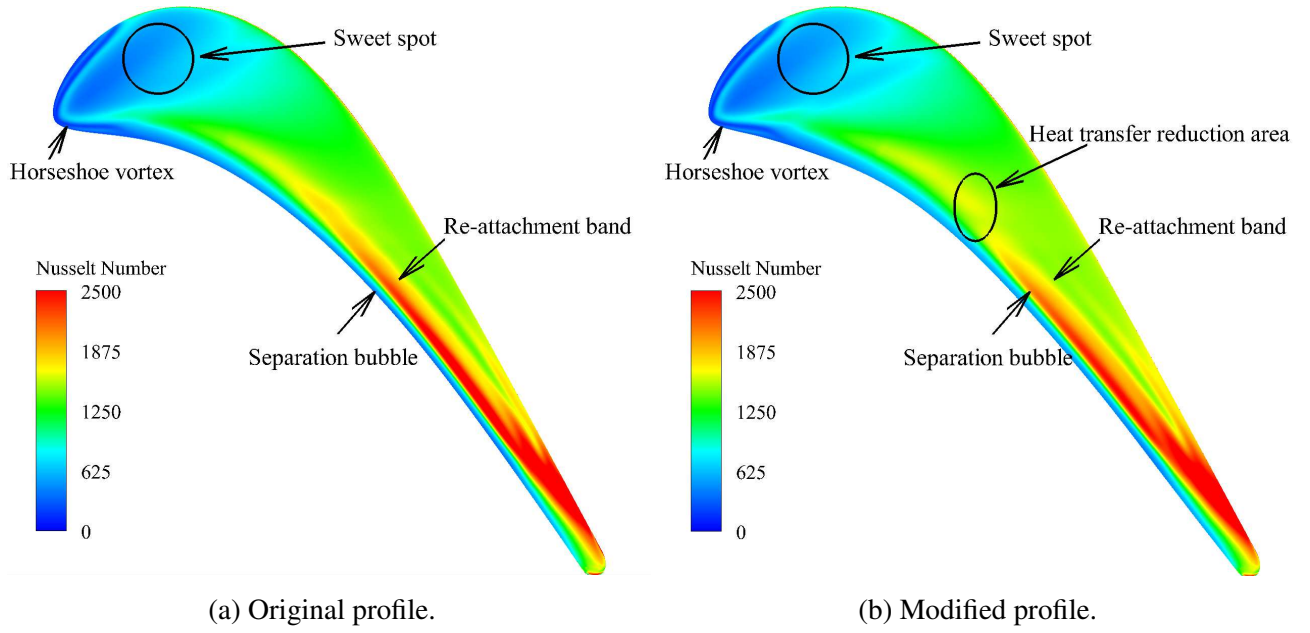 Sweet spot
Horseshoe vortex
Re-attachment band
Nusselt Number
2500
1875
1250
625
0
Separation bubble
(a) Original profile.
Sweet spot
Heat transfer reduction area
Horseshoe vortex
Re-attachment band
Nusselt Number
2500
1875
1250
625
0
Separation bubble
(b) Modified profile.